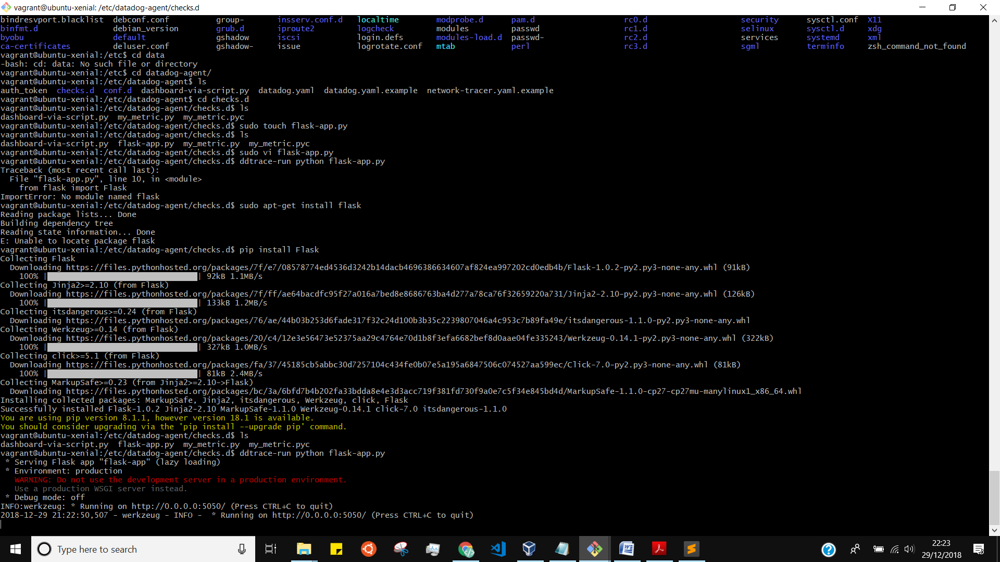 vagrant@ubuntu-xenial: /etc/datadog-agent/checks.d
bindresvport.blacklist debconf.conf group- insserv.conf.d localtime modprobe.d pam.d rc0.d security sysctl.conf X11
binfmt.d debian_version grub.d iproute2 logcheck modules passwd rc1.d selinux sysctl.d xdg
byobu default gshadow iscsi login.defs modules-load.d passwd- rc2.d services systemd xml
ca-certificates deluser.conf gshadow- issue logrotate.conf mtab perl rc3.d sgml terminfo zsh_command_not_found
vagrant@ubuntu-xenial:/etc$ cd data
-bash: cd: data: No such file or directory
vagrant@ubuntu-xenial:/etc$ cd datadog-agent/
vagrant@ubuntu-xenial:/etc/datadog-agent$ ls
auth_token checks.d conf.d dashboard-via-script.py datadog.yaml datadog.yaml.example network-tracer.yaml.example
vagrant@ubuntu-xenial:/etc/datadog-agent$ cd checks.d
vagrant@ubuntu-xenial:/etc/datadog-agent/checks.d$ ls
dashboard-via-script.py my_metric.py my_metric.pyc
vagrant@ubuntu-xenial:/etc/datadog-agent/checks.d$ sudo touch flask-app.py
vagrant@ubuntu-xenial:/etc/datadog-agent/checks.d$ ls
dashboard-via-script.py flask-app.py my_metric.py my_metric.pyc
vagrant@ubuntu-xenial:/etc/datadog-agent/checks.d$ sudo vi flask-app.py
vagrant@ubuntu-xenial:/etc/datadog-agent/checks.d$ ddtrace-run python flask-app.py
Traceback (most recent call last):
File "flask-app.py", line 10, in <module>
from flask import Flask
ImportError: No module named flask
vagrant@ubuntu-xenial:/etc/datadog-agent/checks.d$ sudo apt-get install flask
Reading package lists... Done
Building dependency tree
Reading state information... Done
E: Unable to locate package flask
vagrant@ubuntu-xenial:/etc/datadog-agent/checks.d$ pip install Flask
Collecting Flask
Downloading https://files.pythonhosted.org/packages/7f/e7/08578774ed4536d3242b14dacb4696386634607af824ea997202cd0edb4b/Flask-1.0.2-py2.py3-none-any.whl (91kB)
100% | | 92kB 1.1MB/s
Collecting Jinja2>=2.10 (from Flask)
Downloading https://files.pythonhosted.org/packages/7f/ff/ae64bacdfc95f27a016a7bed8e8686763ba4d277a78ca76f32659220a731/Jinja2-2.10-py2.py3-none-any.whl (126kB)
100% | | 133kB 1.2MB/s
Collecting itsdangerous>=0.24 (from Flask)
Downloading https://files.pythonhosted.org/packages/76/ae/44b03b253d6fade317f32c24d100b3b35c2239807046a4c953c7b89fa49e/itsdangerous-1.1.0-py2.py3-none-any.whl
Collecting Werkzeug>=0.14 (from Flask)
Downloading https://files.pythonhosted.org/packages/20/c4/12e3e56473e52375aa29c4764e70d1b8f3efa6682bef8d0aae04fe335243/Werkzeug-0.14.1-py2.py3-none-any.whl (322kB)
100% | | 327kB 1.0MB/s
Collecting click>=5.1 (from Flask)
Downloading https://files.pythonhosted.org/packages/fa/37/45185cb5abbc30d7257104c434fe0b07e5a195a6847506c074527aa599ec/Click-7.0-py2.py3-none-any.whl (81kB)
100% | | 81kB 2.4MB/s
Collecting MarkupSafe>=0.23 (from Jinja2>=2.10->Flask)
Downloading https://files.pythonhosted.org/packages/bc/3a/6bfd7b4b202fa33bdda8e4e3d3acc719f381fd730f9a0e7c5f34e845bd4d/MarkupSafe-1.1.0-cp27-cp27mu-manylinux1_x86_64.whl
Installing collected packages: MarkupSafe, Jinja2, itsdangerous, Werkzeug, click, Flask
Successfully installed Flask-1.0.2 Jinja2-2.10 MarkupSafe-1.1.0 Werkzeug-0.14.1 click-7.0 itsdangerous-1.1.0
You are using pip version 8.1.1, however version 18.1 is available.
You should consider upgrading via the 'pip install --upgrade pip' command.
vagrant@ubuntu-xenial:/etc/datadog-agent/checks.d$ ls
dashboard-via-script.py flask-app.py my_metric.py my_metric.pyc
vagrant@ubuntu-xenial:/etc/datadog-agent/checks.d$ ddtrace-run python flask-app.py
* Serving Flask app "flask-app" (lazy loading)
* Environment: production
WARNING: Do not use the development server in a production environment.
Use a production WSGI server instead.
* Debug mode: off
INFO:werkzeug: * Running on http://0.0.0.0:5050/ (Press CTRL+C to quit)
2018-12-29 21:22:50,507 - werkzeug - INFO -  * Running on http://0.0.0.0:5050/ (Press CTRL+C to quit)
Type here to search
22:23
29/12/2018